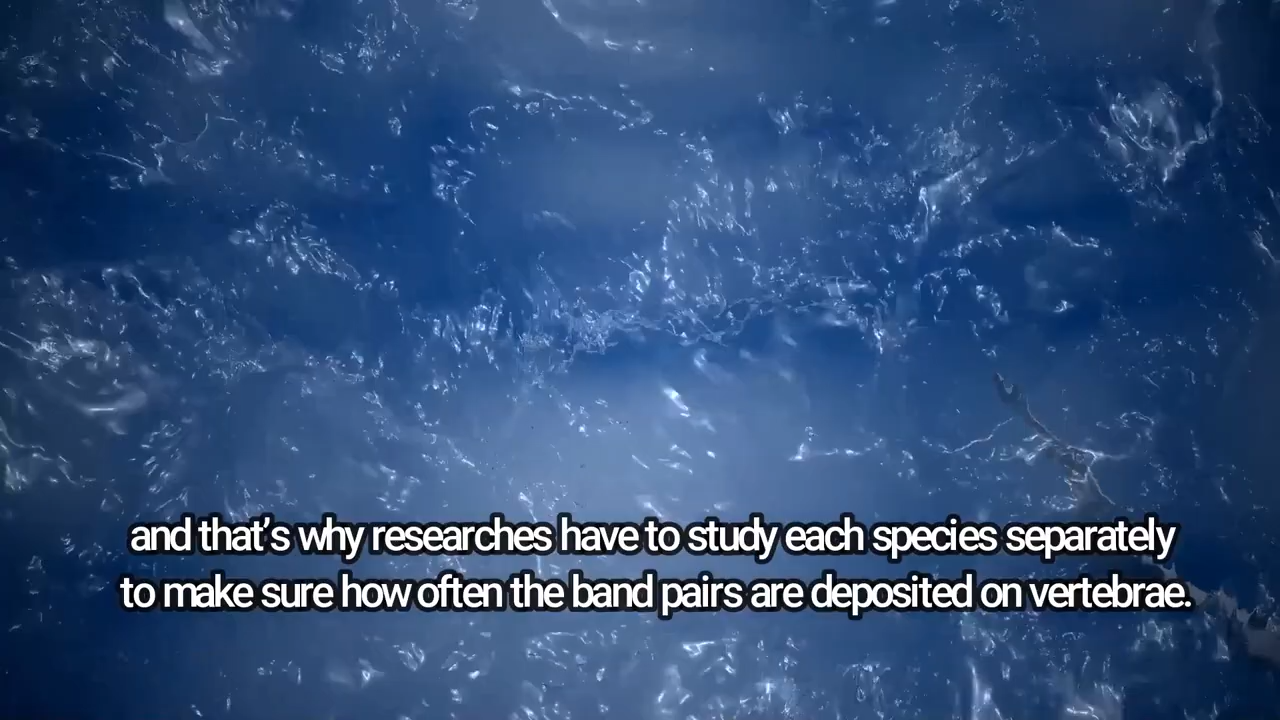 and that's why researches have to study each species separately
to make sure how often the band pairs are deposited on vertebrae.